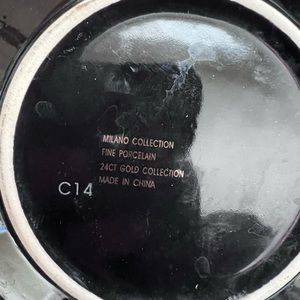 MILANO COLLECTION
FINE PORCELAIN
24CT GOLD COLLECTION
MADE IN CHINA
C14